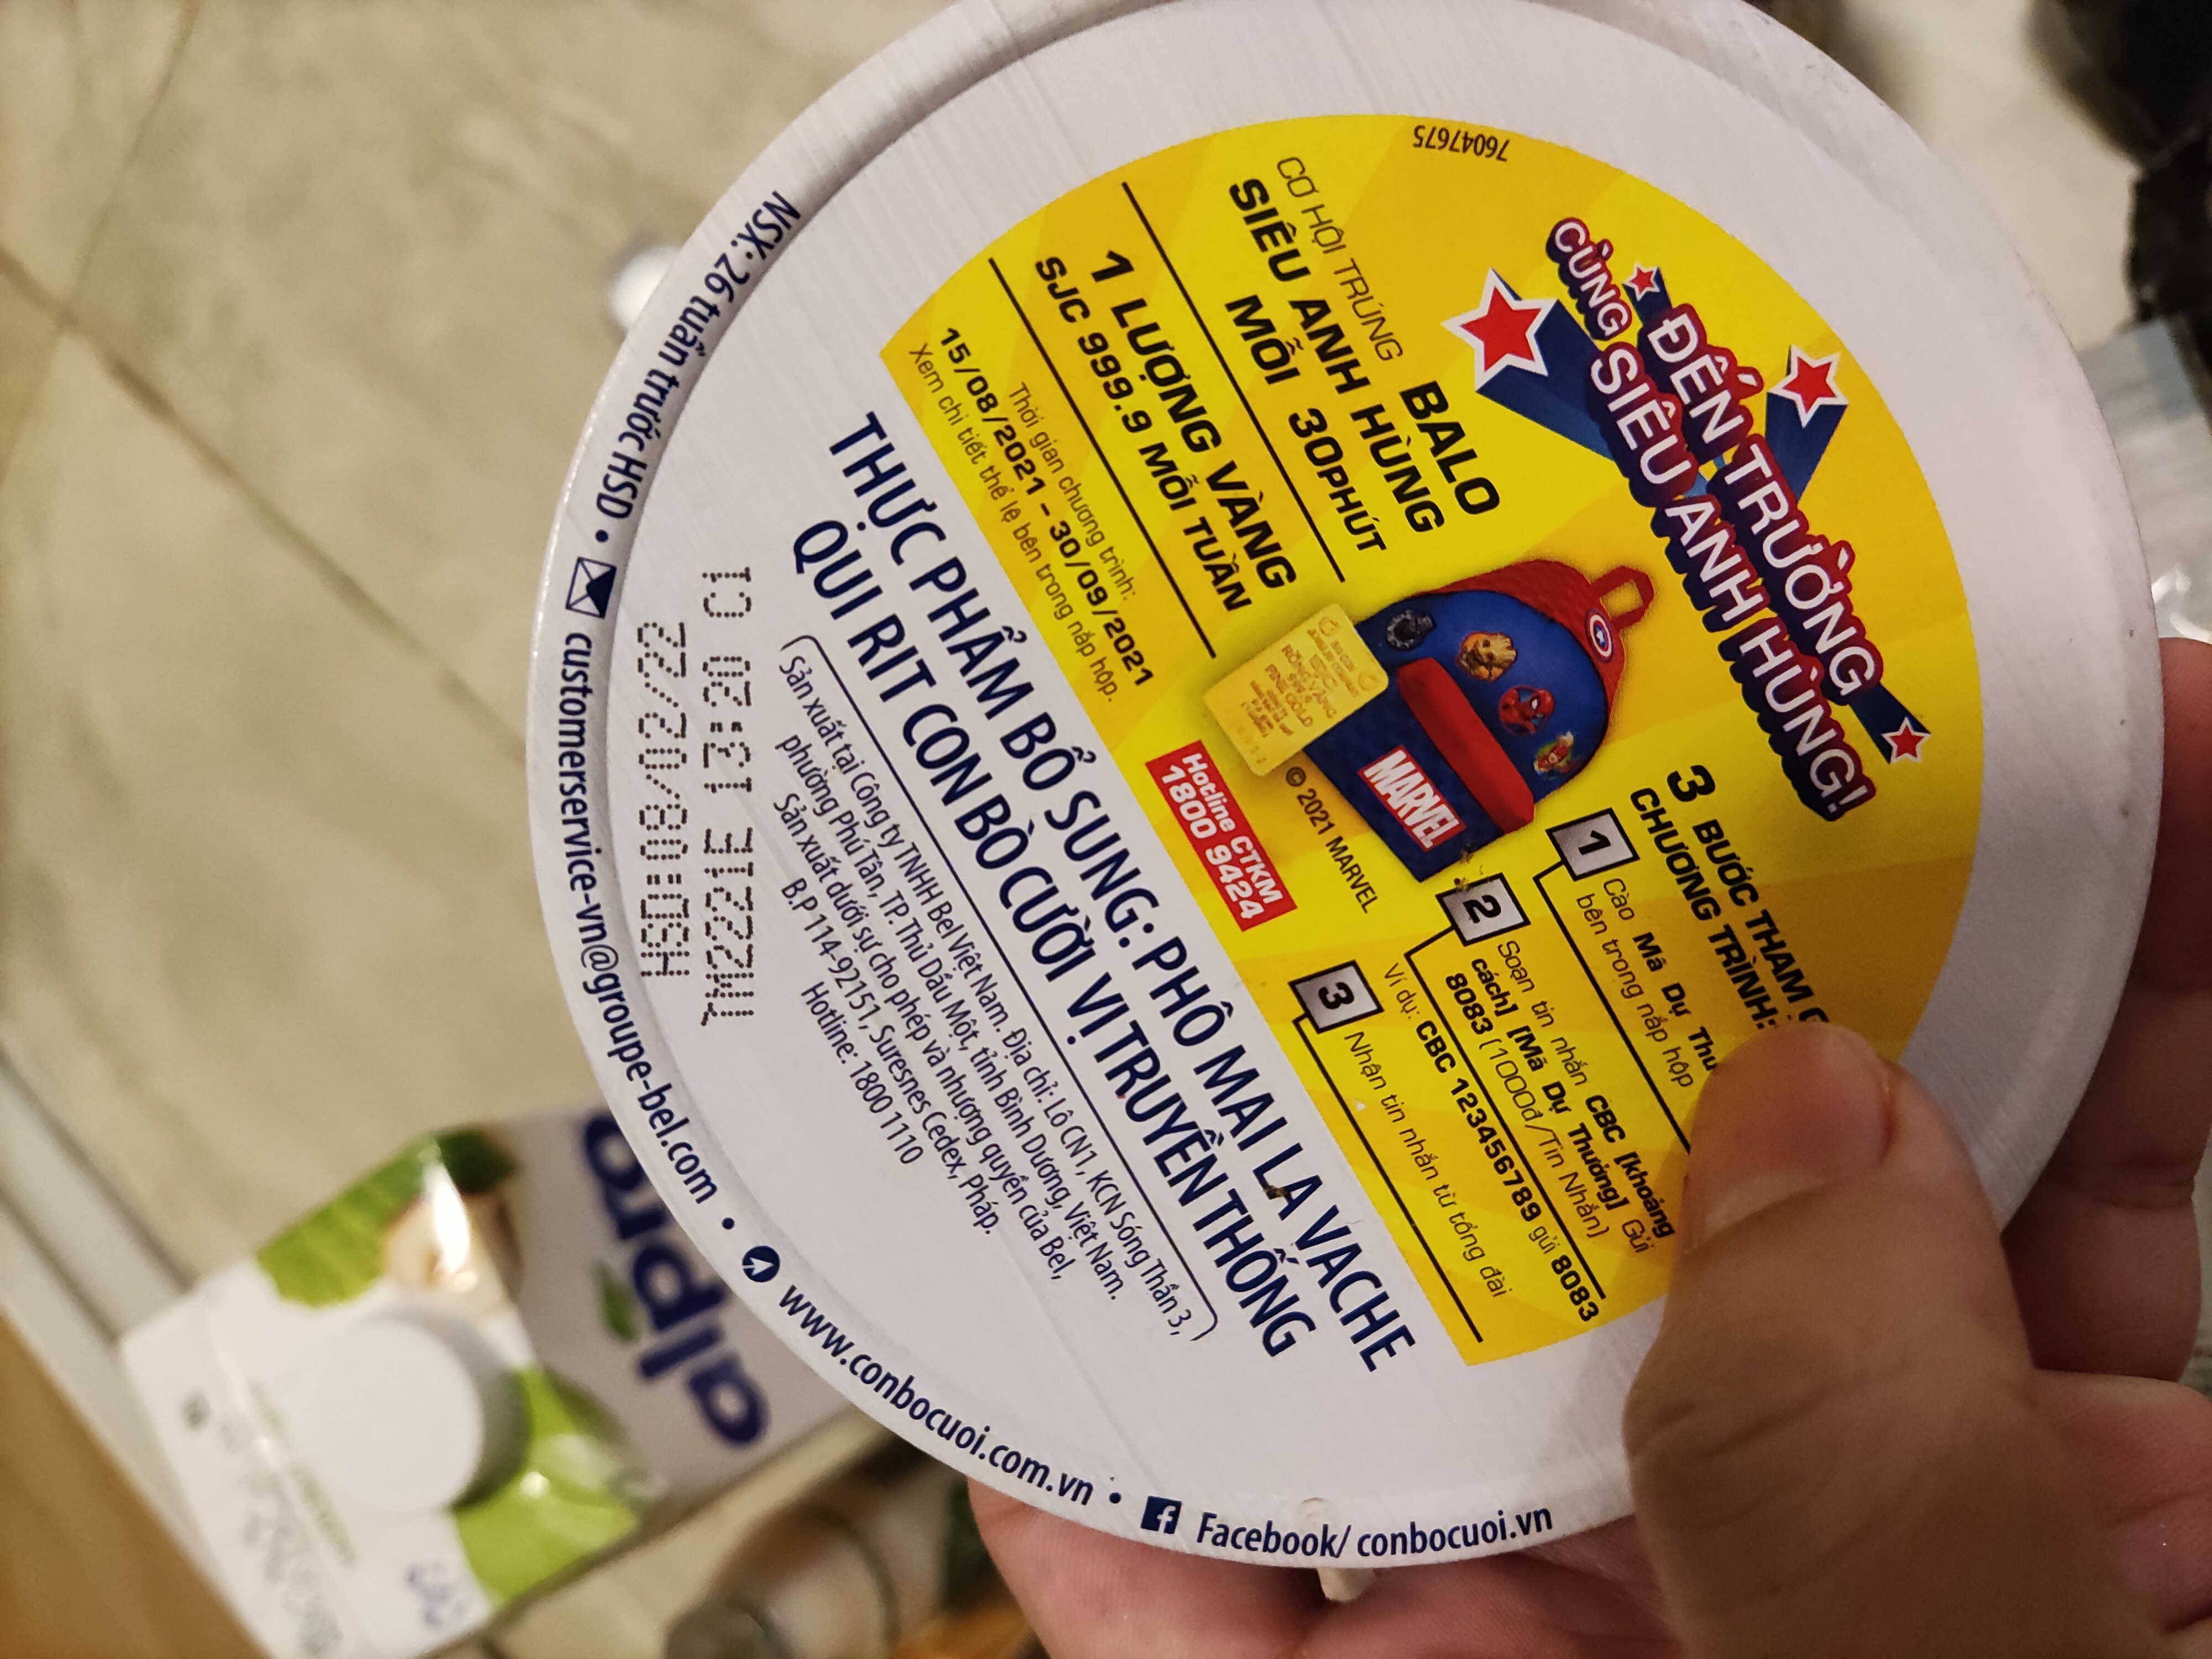 76047675
ĐẾN TRƯỜNG
CÙNG SIÊU ANH HÙNG!
CƠ HỘI TRÚNG BALO
SIÊU ANH HÙNG
MỖI 30PHÚT
1 LƯỢNG VÀNG
SJC 999.9 MỖI TUẦN
Thời gian chương trình:
15/08/2021 - 30/09/2021
Xem chi tiết thể lệ bên trong nắp hộp.
MARVEL
© 2021 MARVEL
Hotline CTKM
1800 9424
3 BƯỚC THAM
CHƯƠNG TRÌNH:
1 Cào Mã Dự
bên trong nắp hộp
2 Soạn tin nhắn CBC [khoảng
cách] [Mã Dự Thưởng] Gửi
8083 (1000đ/Tin Nhắn)
Ví dụ: CBC 123456789 gửi 8083
3 Nhận tin nhắn từ tổng đài
THỰC PHẨM BỔ SUNG: PHÔ MAI LA VACHE
QUI RIT CON BÒ CƯỜI VỊ TRUYỀN THỐNG
Sản xuất tại Công ty TNHH Bel Việt Nam. Địa chỉ: Lô CN1, KCN Sóng Thần 3,
phường Phú Tân, TP. Thủ Dầu Một, tỉnh Bình Dương, Việt Nam.
Sản xuất dưới sự cho phép và nhượng quyền của Bel,
B.P 114-92151, Suresnes Cedex, Pháp.
Hotline: 1800 1110
HSD:08/02/22
NSX: 26 tuần trước HSD • customerservice-vn@groupe-bel.com • www.conbocuoi.com.vn • Facebook/ conbocuoi.vn
alpro